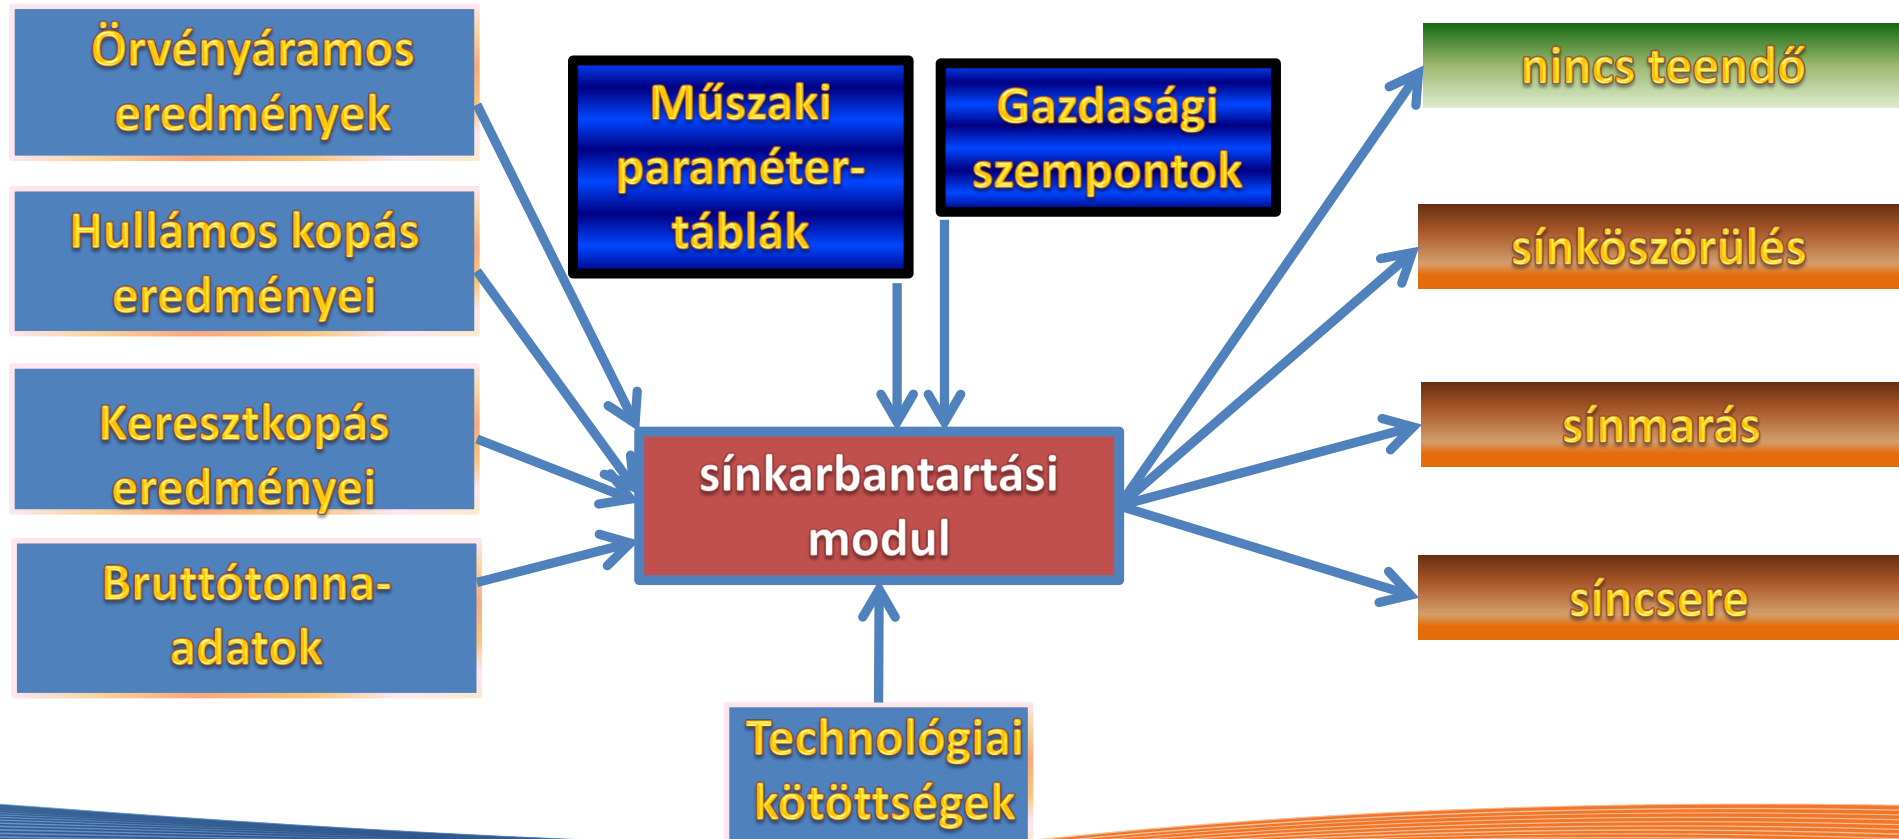 Örvényáramos
eredmények
Hullámos kopás
eredményei
Keresztkopás
eredményei
Bruttótonna-
adatok
Műszaki
paraméter-
táblák
Gazdasági
szempontok
sínkarbantartási
modul
Technológiai
kötöttségek
nincs teendő
sínköszörülés
sínmarás
síncsere